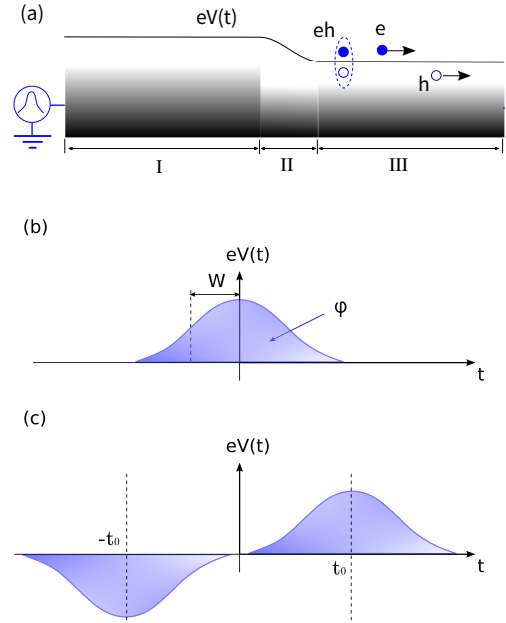 (a)
eV(t)
eh
e
h
I
II
III
(b)
eV(t)
W
φ
t
(c)
eV(t)
-t₀
t₀
t